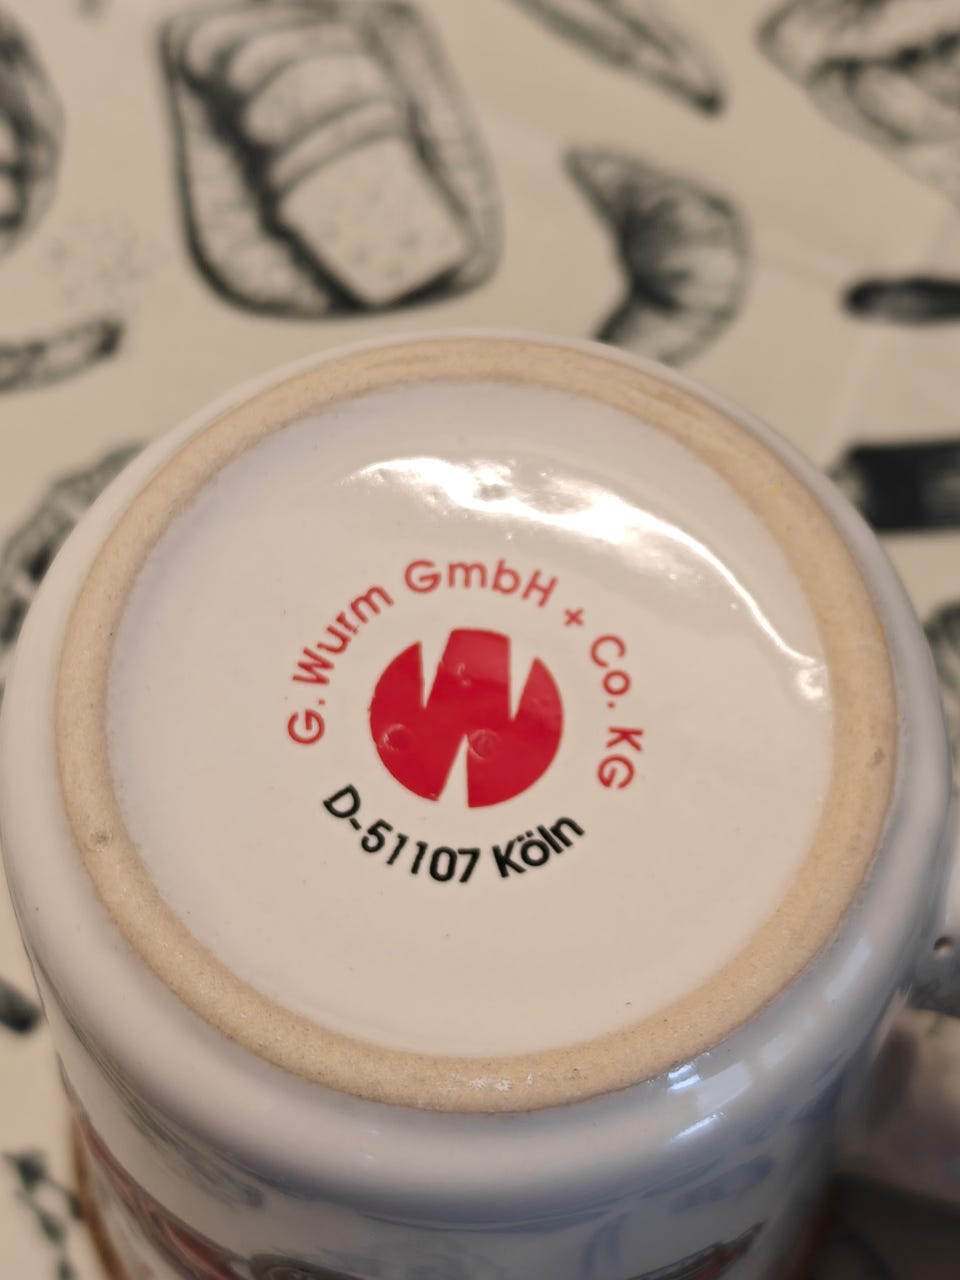 G. Wurm GmbH + Co. KG
D-51107 Köln